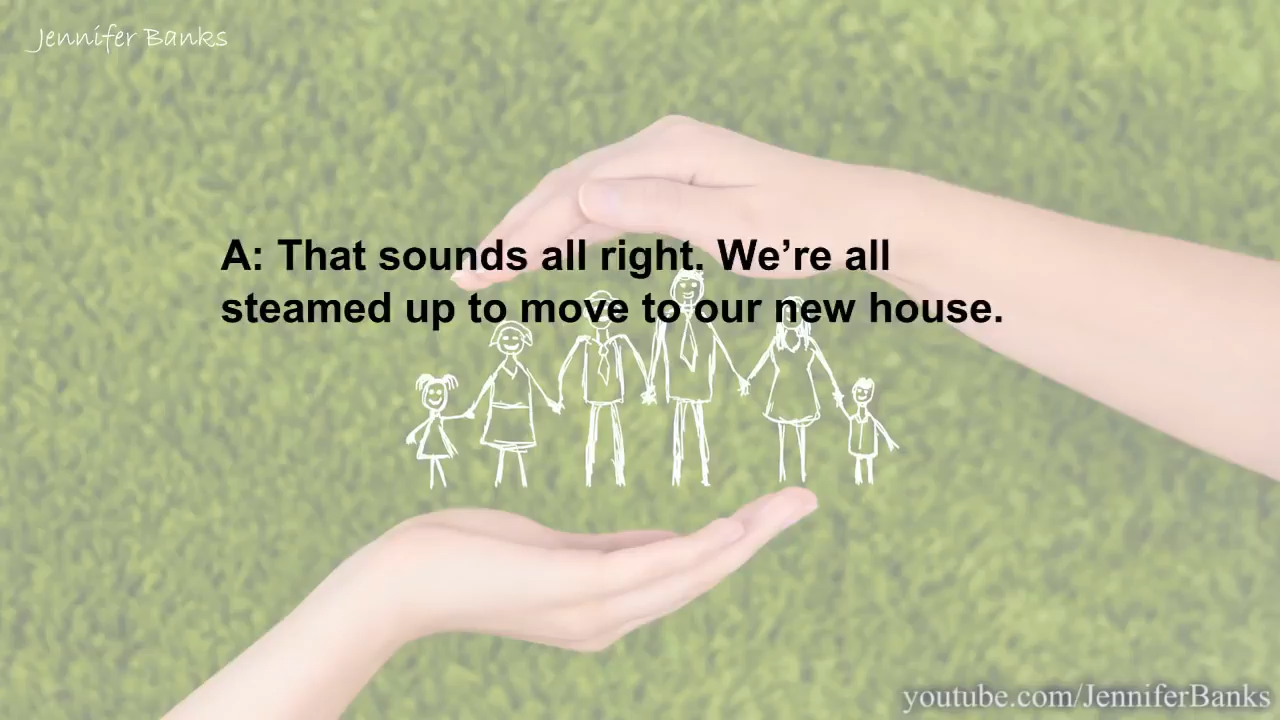 Jennifer Banks
A: That sounds all right. We’re all
steamed up to move to our new house.
youtube.com/JenniferBanks